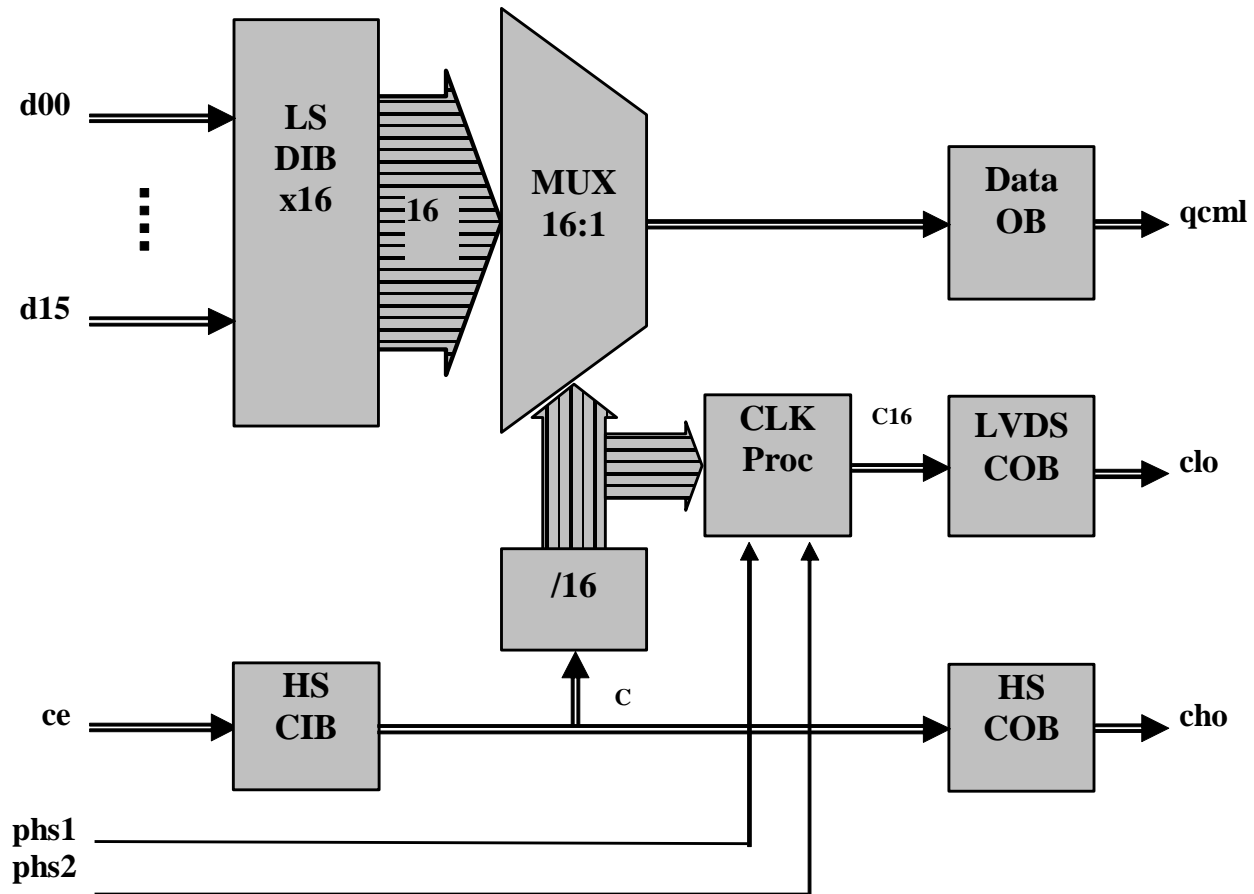 d00
d15
LS
DIB
x16
16
MUX
16:1
Data
OB
qcml
CLK
Proc
C16
LVDS
COB
clo
/16
ce
HS
CIB
C
HS
COB
cho
phs1
phs2